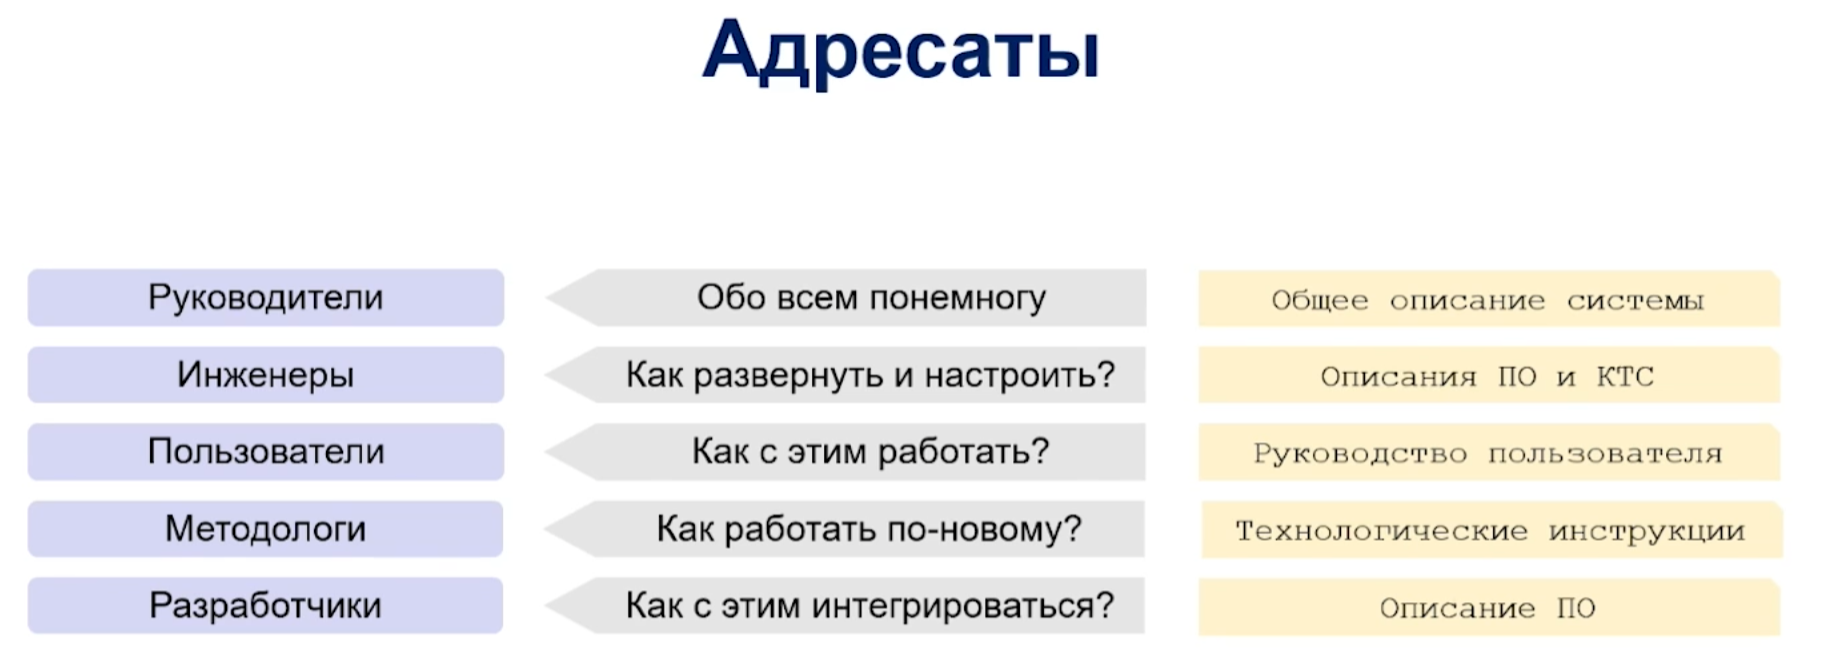 Адресаты
Руководители
Обо всем понемногу
Общее описание системы
Инженеры
Как развернуть и настроить?
Описания ПО и КТС
Пользователи
Как с этим работать?
Руководство пользователя
Методологи
Как работать по-новому?
Технологические инструкции
Разработчики
Как с этим интегрироваться?
Описание ПО